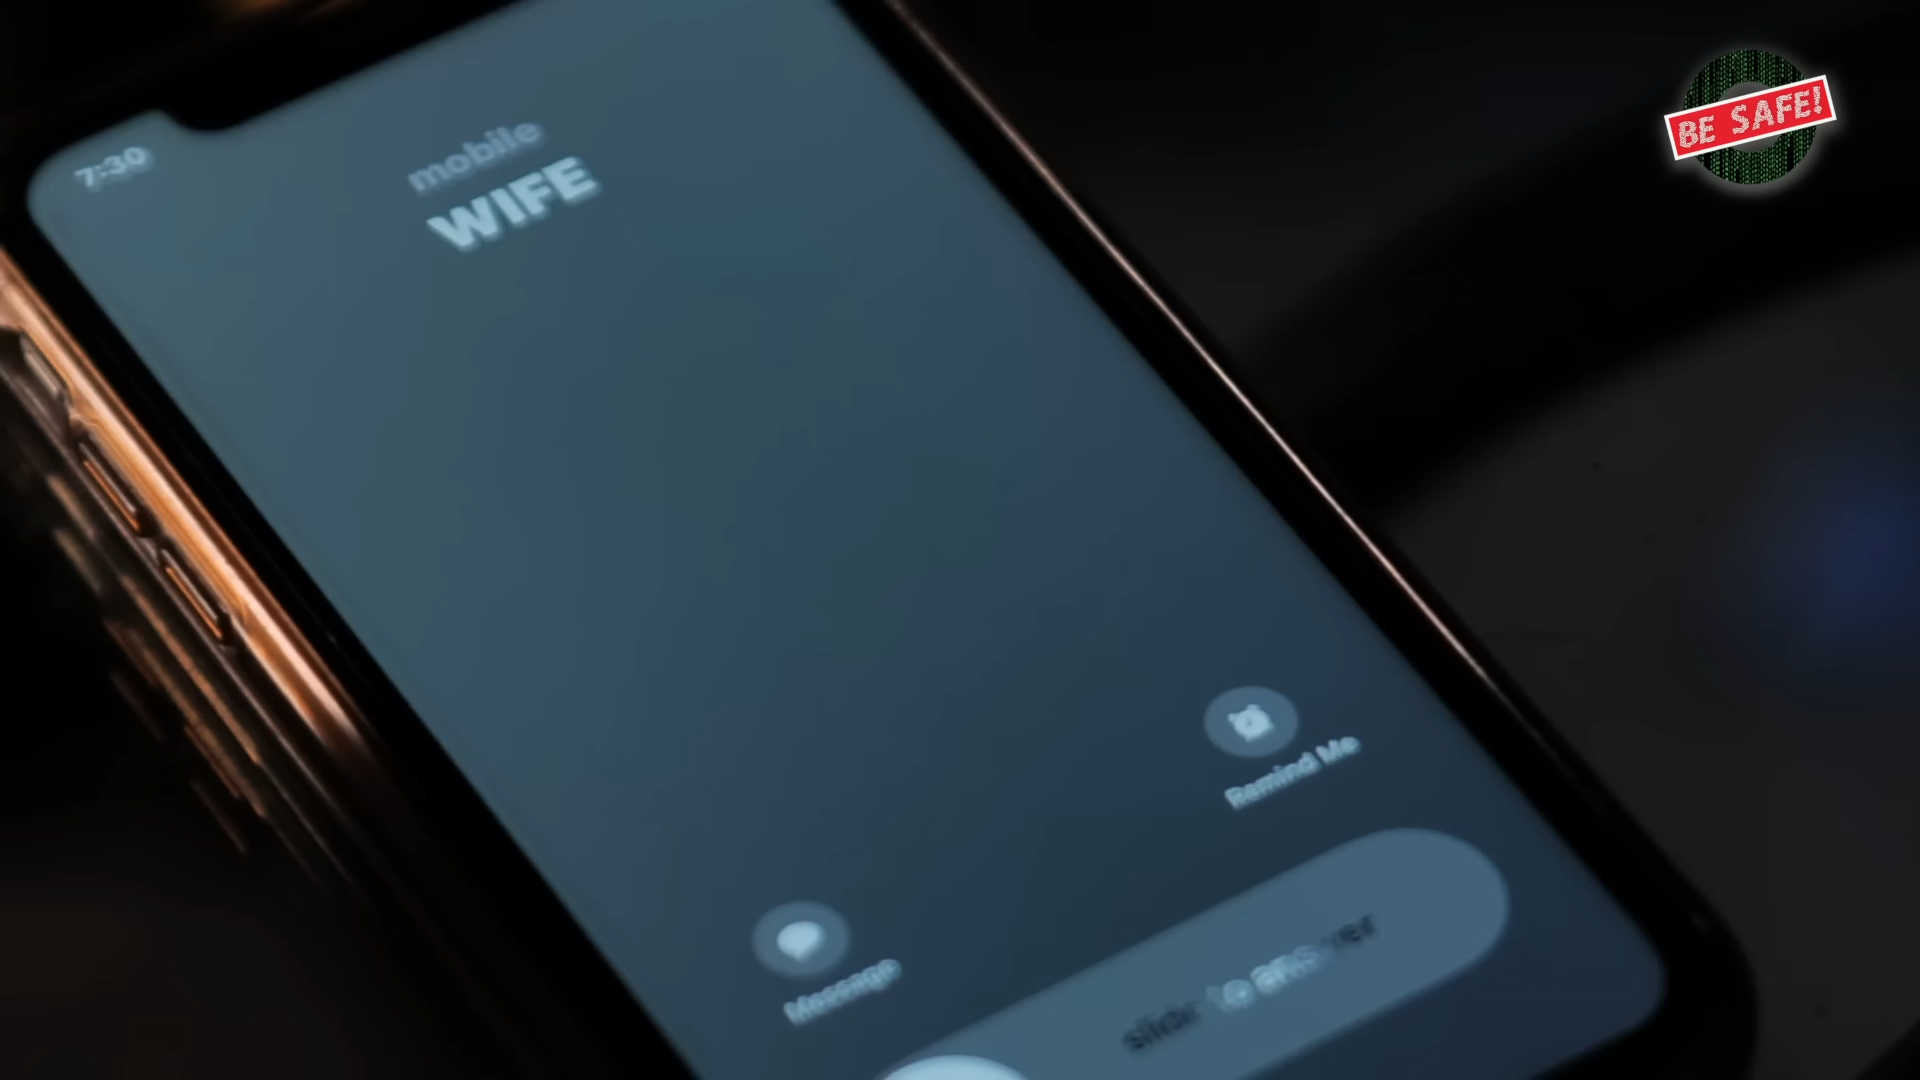 BE SAFE!
7:30
mobile
WIFE
Remind Me
Message
slide to answer